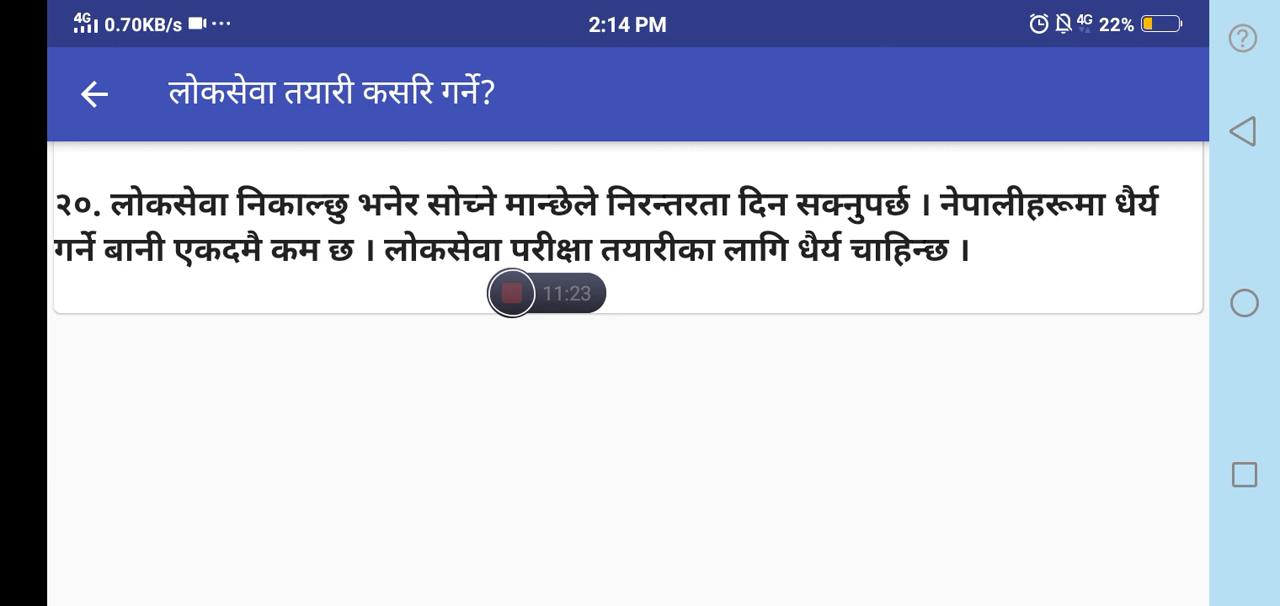 4G 0.70KB/s ... 2:14 PM 4G 22%
लोकसेवा तयारी कसरि गर्ने?
२०. लोकसेवा निकाल्छु भनेर सोच्ने मान्छेले निरन्तरता दिन सक्नुपर्छ । नेपालीहरूमा धैर्य
गर्ने बानी एकदमै कम छ । लोकसेवा परीक्षा तयारीका लागि धैर्य चाहिन्छ ।
11:23